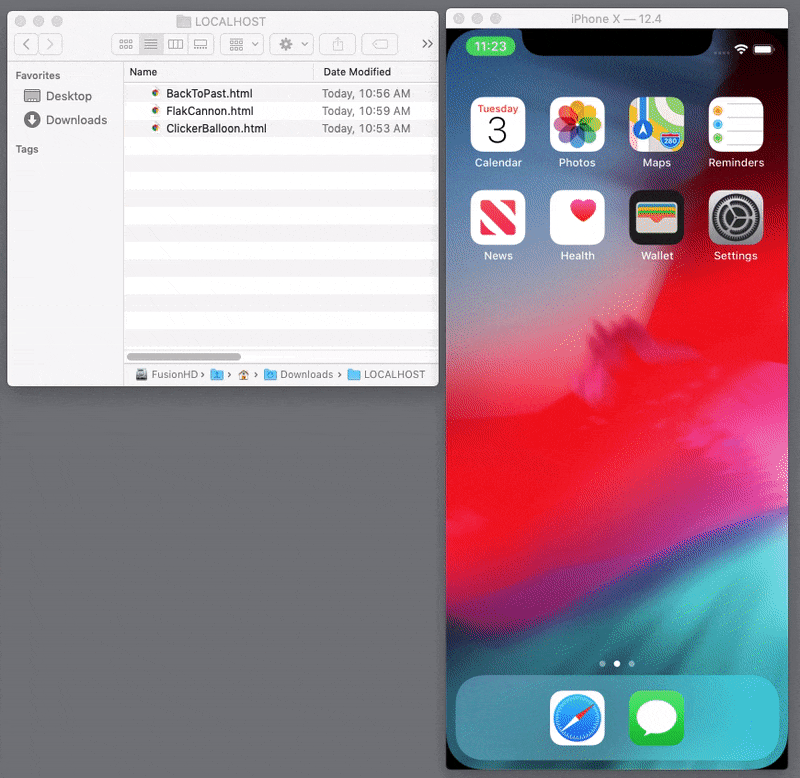 LOCALHOST
Favorites
Desktop
Downloads
Tags
Name Date Modified
BackToPast.html Today, 10:56 AM
FlakCannon.html Today, 10:59 AM
ClickerBalloon.html Today, 10:53 AM
FusionHD › › › Downloads › LOCALHOST
iPhone X — 12.4
11:23
Tuesday
3
280
Calendar Photos Maps Reminders
News Health Wallet Settings